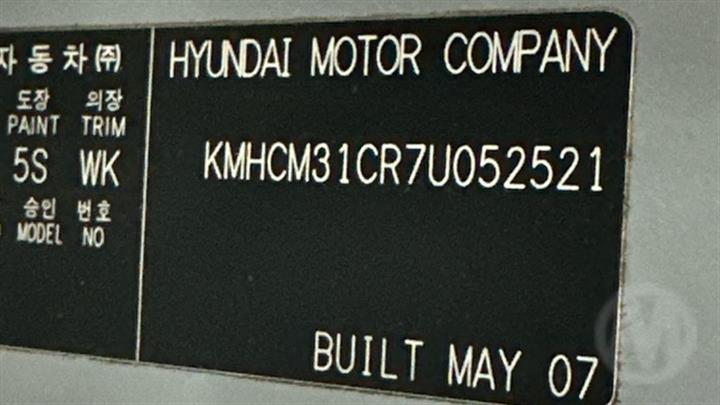 자동차(주)
도장 의장
PAINT TRIM
5S WK
승인 번호
MODEL NO
HYUNDAI MOTOR COMPANY
KMHCM31CR7U052521
BUILT MAY 07
M